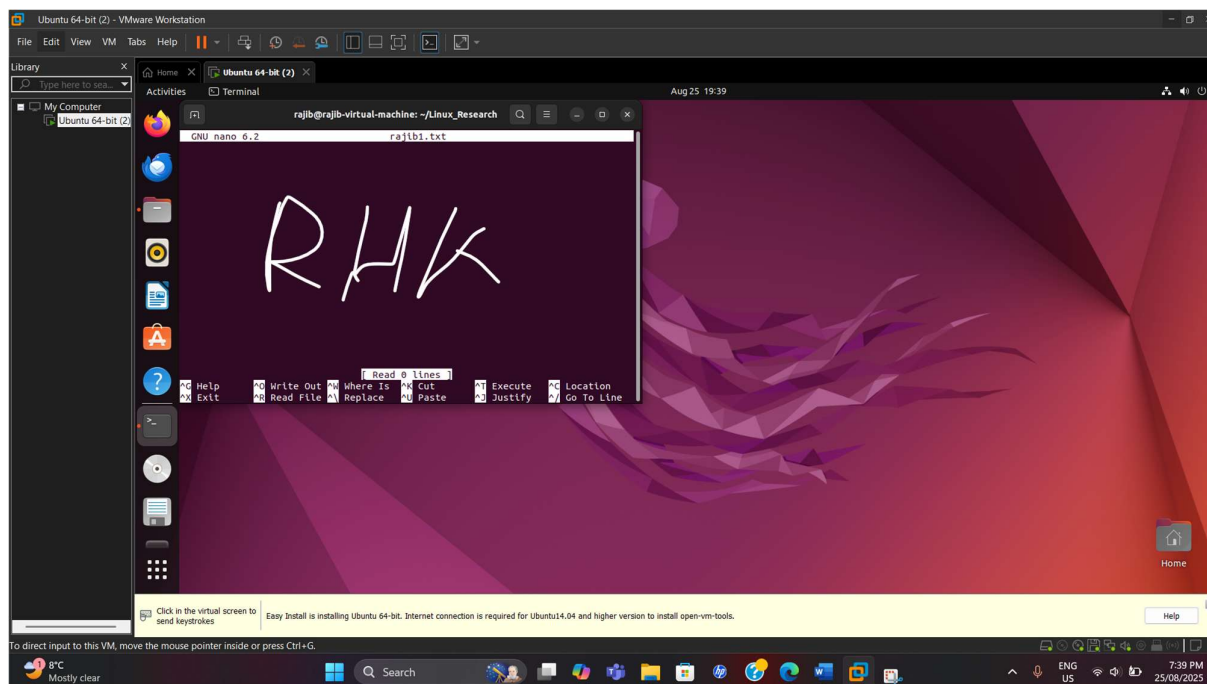 Ubuntu 64-bit (2) - VMware Workstation
File Edit View VM Tabs Help
Library X
Home Ubuntu 64-bit (2)
Type here to sea...
Activities Terminal Aug 25 19:39
My Computer
Ubuntu 64-bit (2)
rajib@rajib-virtual-machine: ~/Linux_Research
GNU nano 6.2 rajib1.txt
RHK
[ Read 0 lines ]
^G Help ^O Write Out ^W Where Is ^K Cut ^T Execute ^C Location
^X Exit ^R Read File ^\ Replace ^U Paste ^J Justify ^/ Go To Line
Home
Click in the virtual screen to
send keystrokes
Easy Install is installing Ubuntu 64-bit. Internet connection is required for Ubuntu14.04 and higher version to install open-vm-tools.
Help
To direct input to this VM, move the mouse pointer inside or press Ctrl+G.
1
8°C
Mostly clear
Search
ENG
US
7:39 PM
25/08/2025